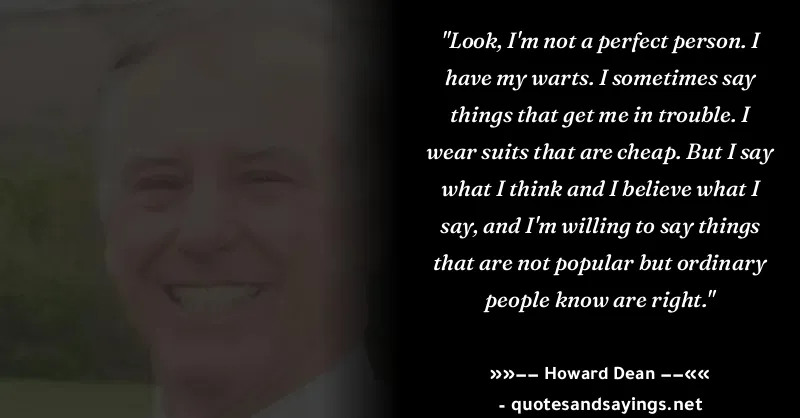 "Look, I'm not a perfect person. I
have my warts. I sometimes say
things that get me in trouble. I
wear suits that are cheap. But I say
what I think and I believe what I
say, and I'm willing to say things
that are not popular but ordinary
people know are right."
»»−− Howard Dean −−««
- quotesandsayings.net